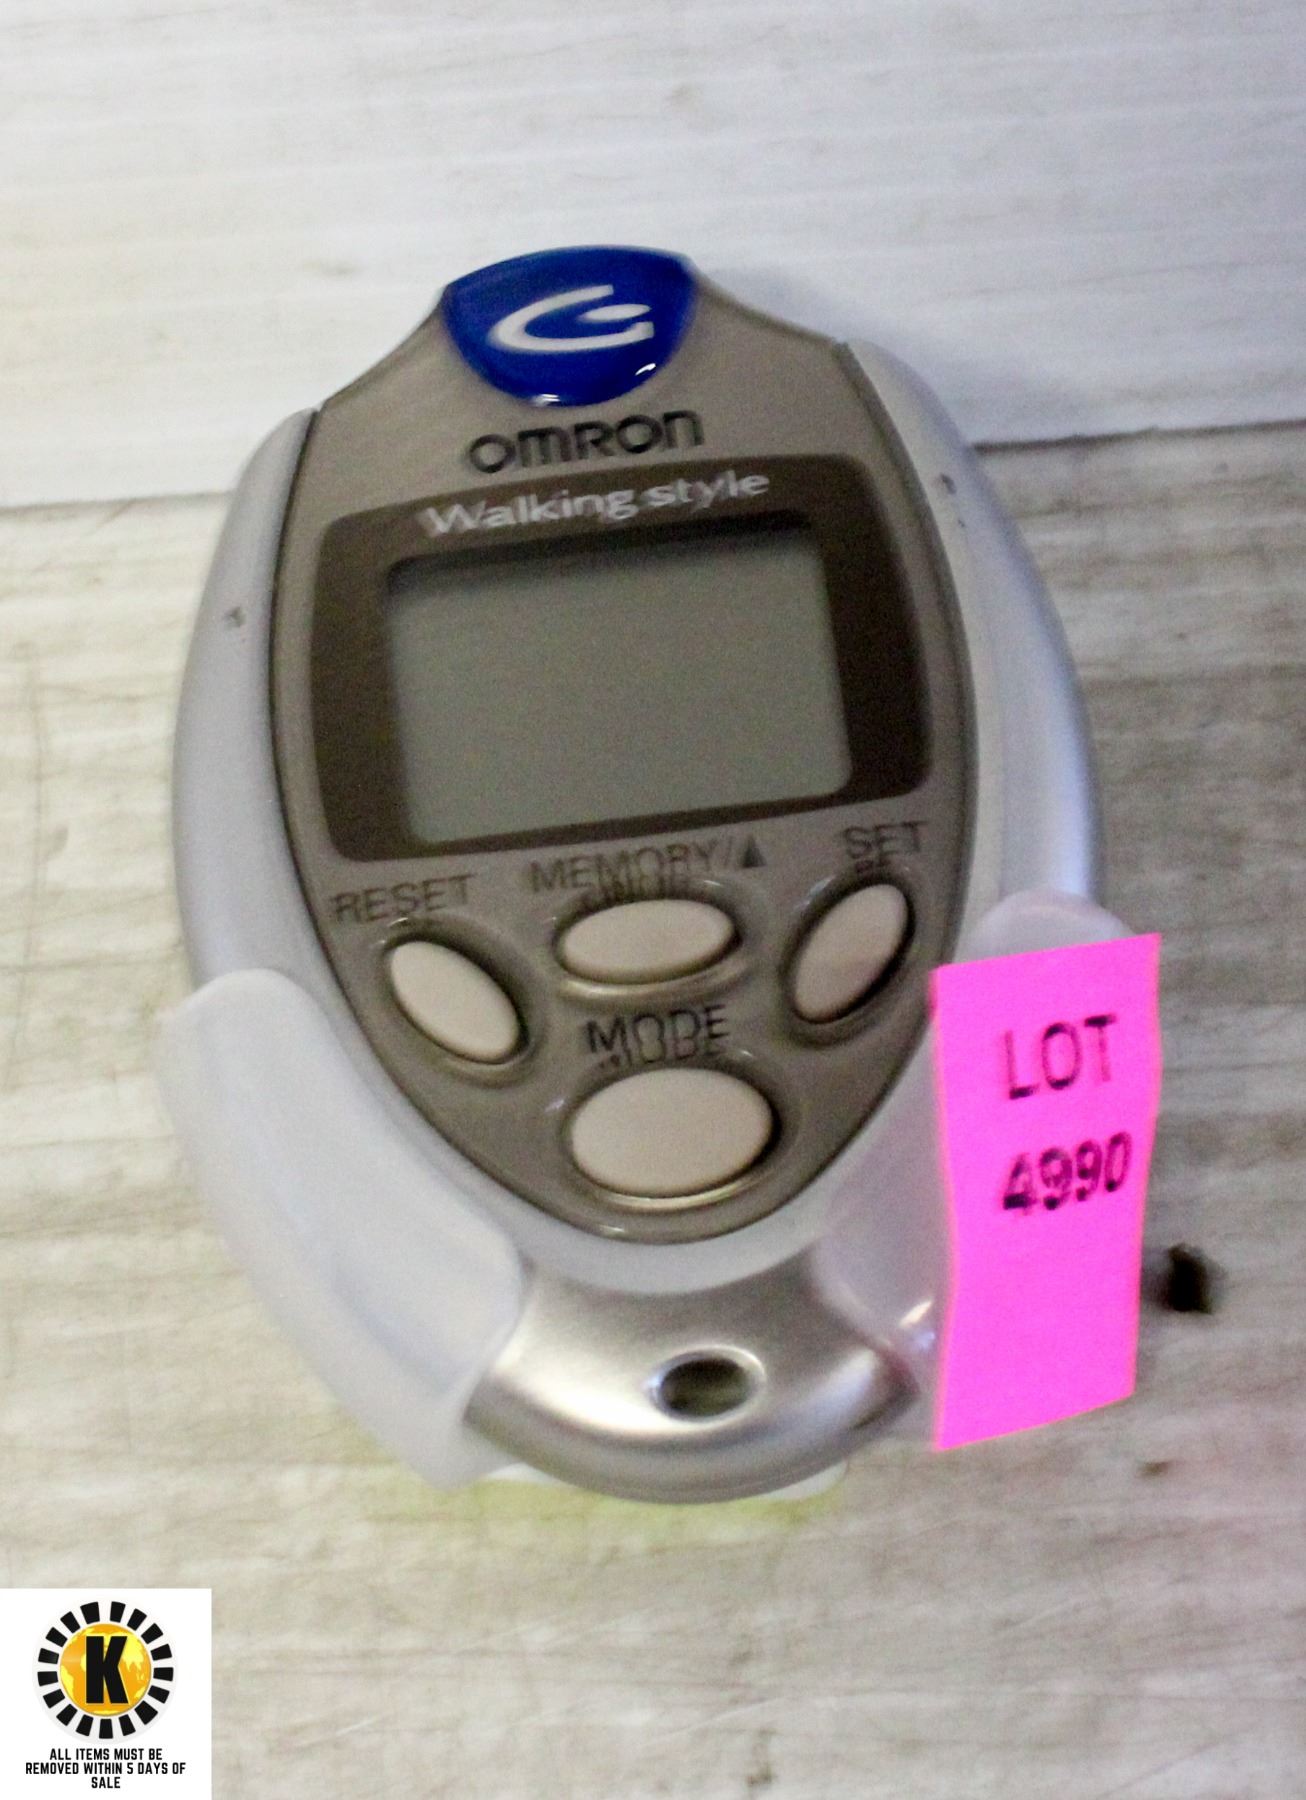 OMRON
Walking style
RESET
MEMORY/▲
SET
MODE
LOT
4990
K
ALL ITEMS MUST BE
REMOVED WITHIN 5 DAYS OF
SALE